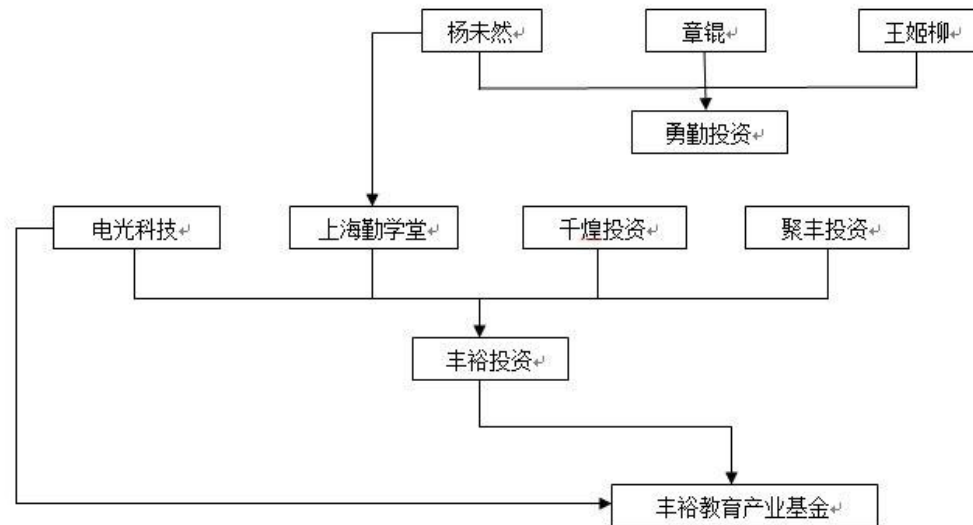 杨未然
章锟
王姬柳
勇勤投资
电光科技
上海勤学堂
千煌投资
聚丰投资
丰裕投资
丰裕教育产业基金